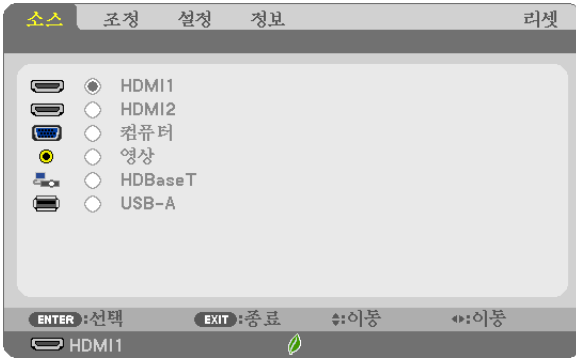 소스 조정 설정 정보 리셋
HDMI1
HDMI2
컴퓨터
영상
HDBaseT
USB-A
ENTER:선택 EXIT:종료 :이동 :이동
HDMI1